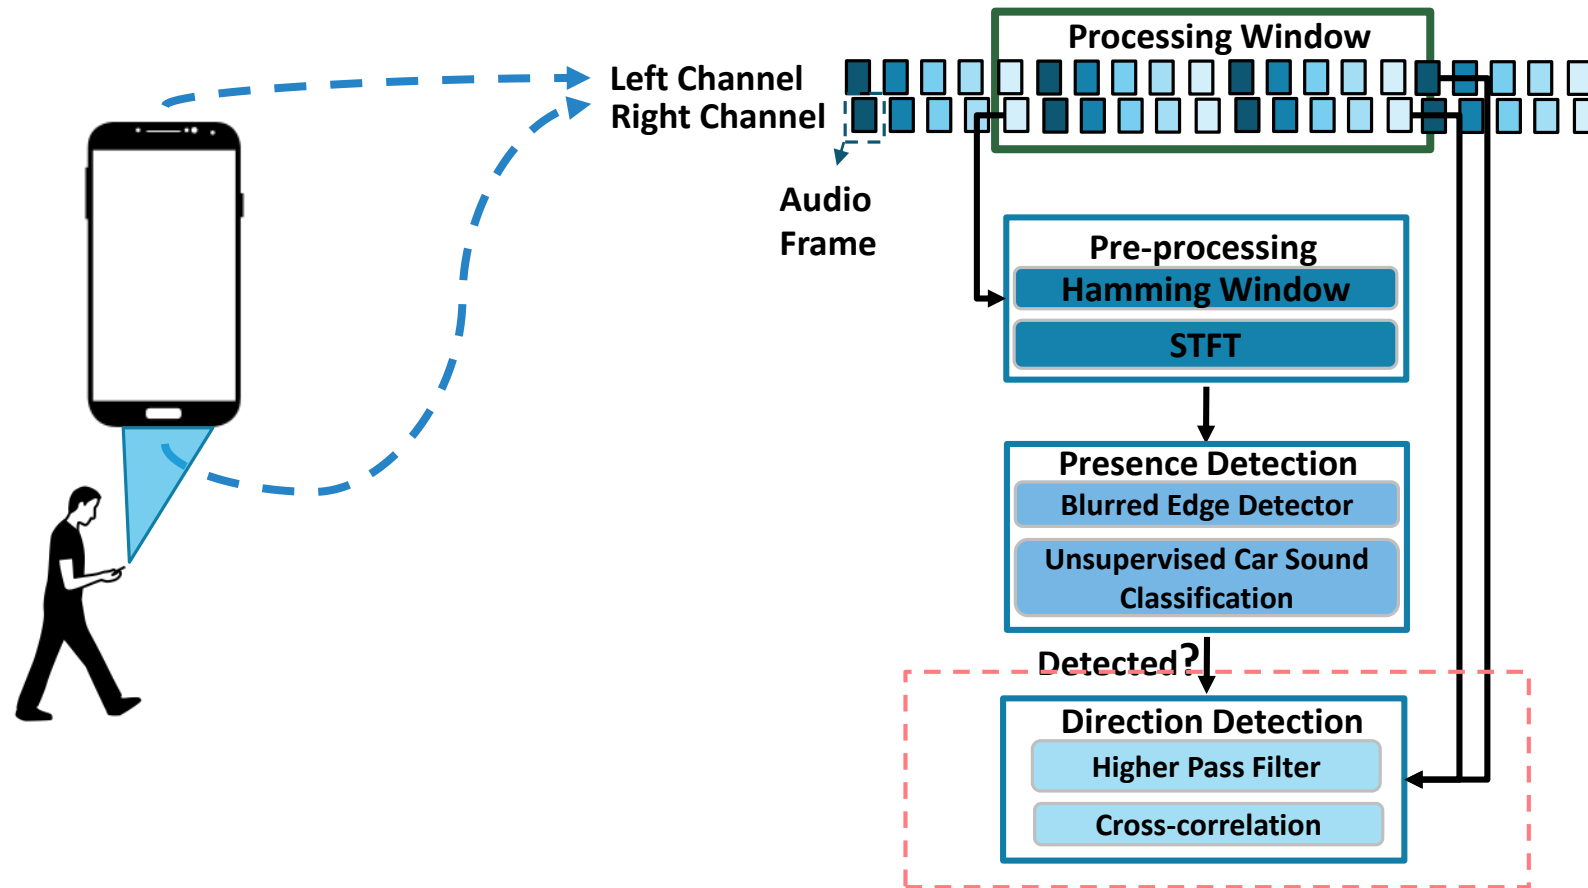 Processing Window
Left Channel
Right Channel
Audio
Frame
Pre-processing
Hamming Window
STFT
Presence Detection
Blurred Edge Detector
Unsupervised Car Sound
Classification
Detected?
Direction Detection
Higher Pass Filter
Cross-correlation